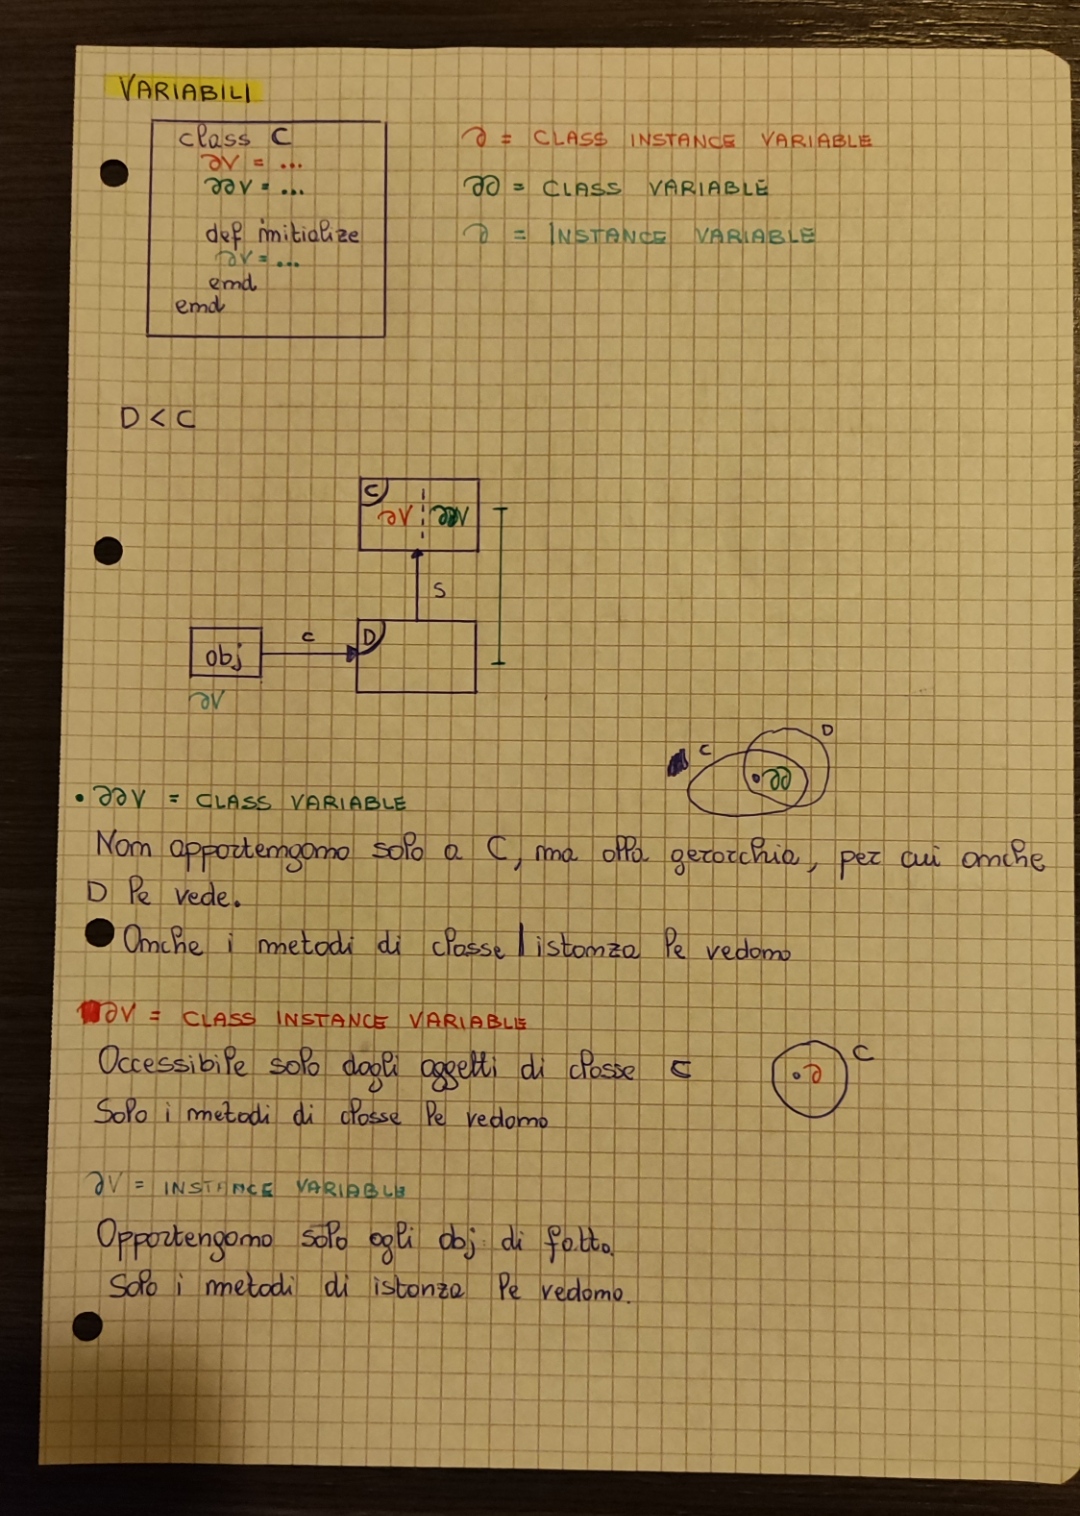 VARIABILI
class C
@V = ...
@@V = ...
def initialize
@V = ...
end
end
@ = CLASS INSTANCE VARIABLE
@@ = CLASS VARIABLE
@ = INSTANCE VARIABLE
D < C
C
@V @@V
S
obj
c
D
@V
C
D
@@
• @@V = CLASS VARIABLE
Non appartengono solo a C, ma alla gerarchia, per cui anche
D le vede.
Anche i metodi di classe / istanza le vedono
@V = CLASS INSTANCE VARIABLE
Accessibile solo dagli oggetti di classe C
Solo i metodi di classe le vedono
C
@
@V = INSTANCE VARIABLE
Appartengono solo agli obj di fatto.
Solo i metodi di istanza le vedono.